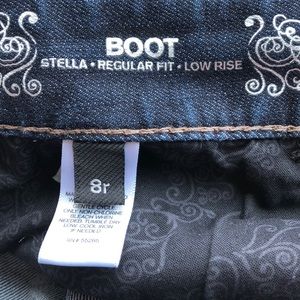 BOOT
STELLA • REGULAR FIT • LOW RISE
8r
GENTLE CYCLE
ONLY NON-CHLORINE
BLEACH WHEN
NEEDED. TUMBLE DRY
LOW. COOL IRON
IF NEEDED